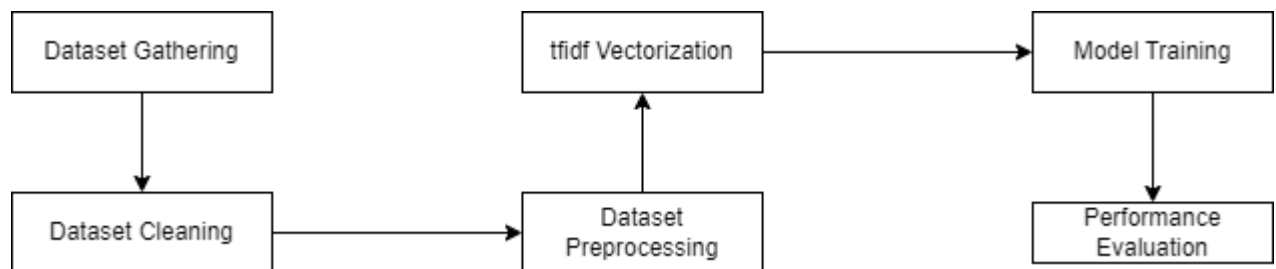 Dataset Gathering
tfidf Vectorization
Model Training
Dataset Cleaning
Dataset
Preprocessing
Performance
Evaluation